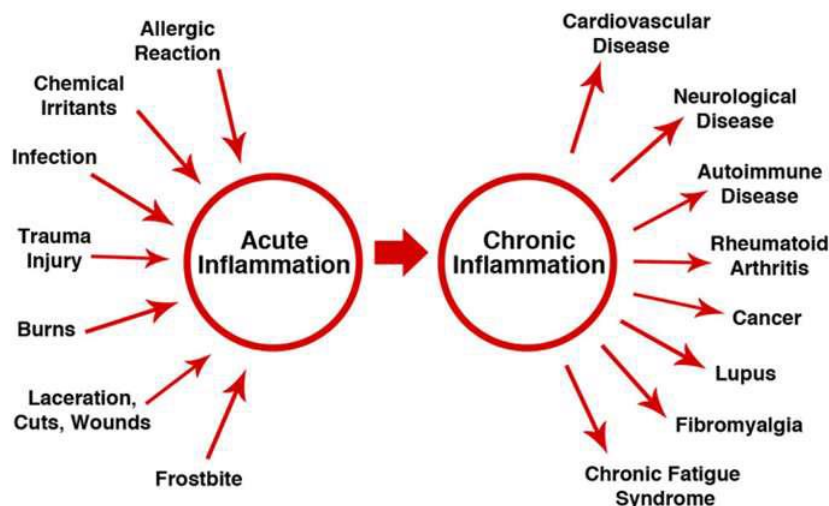 Allergic
Reaction
Chemical
Irritants
Infection
Trauma
Injury
Burns
Laceration,
Cuts, Wounds
Frostbite
Acute
Inflammation
Chronic
Inflammation
Cardiovascular
Disease
Neurological
Disease
Autoimmune
Disease
Rheumatoid
Arthritis
Cancer
Lupus
Fibromyalgia
Chronic Fatigue
Syndrome